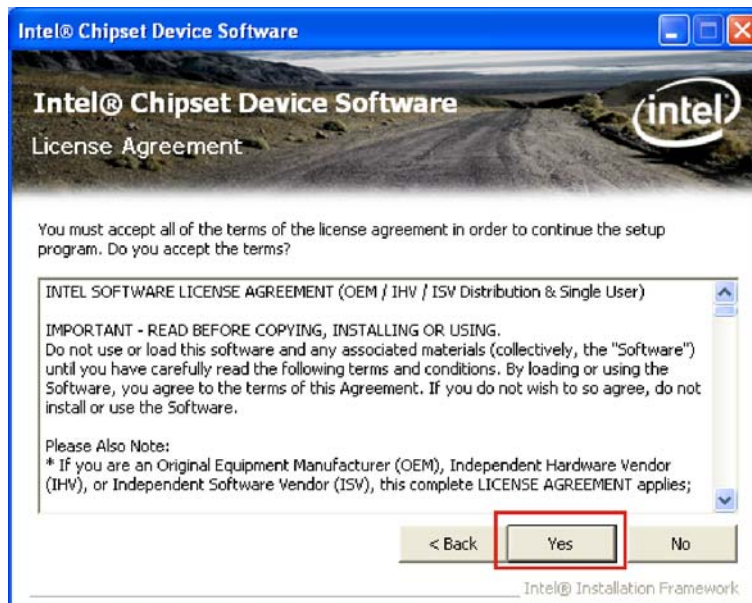 Intel® Chipset Device Software
Intel® Chipset Device Software
intel
License Agreement
You must accept all of the terms of the license agreement in order to continue the setup
program. Do you accept the terms?
INTEL SOFTWARE LICENSE AGREEMENT (OEM / IHV / ISV Distribution & Single User)
IMPORTANT - READ BEFORE COPYING, INSTALLING OR USING.
Do not use or load this software and any associated materials (collectively, the "Software")
until you have carefully read the following terms and conditions. By loading or using the
Software, you agree to the terms of this Agreement. If you do not wish to so agree, do not
install or use the Software.
Please Also Note:
* If you are an Original Equipment Manufacturer (OEM), Independent Hardware Vendor
(IHV), or Independent Software Vendor (ISV), this complete LICENSE AGREEMENT applies;
< Back
Yes
No
Intel® Installation Framework